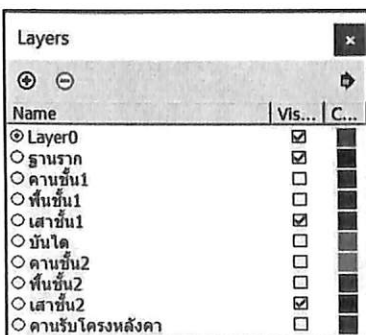 Layers
Name Vis... C...
Layer0
ฐานราก
คานชั้น1
พื้นชั้น1
เสาชั้น1
บันได
คานชั้น2
พื้นชั้น2
เสาชั้น2
คานรับโครงหลังคา